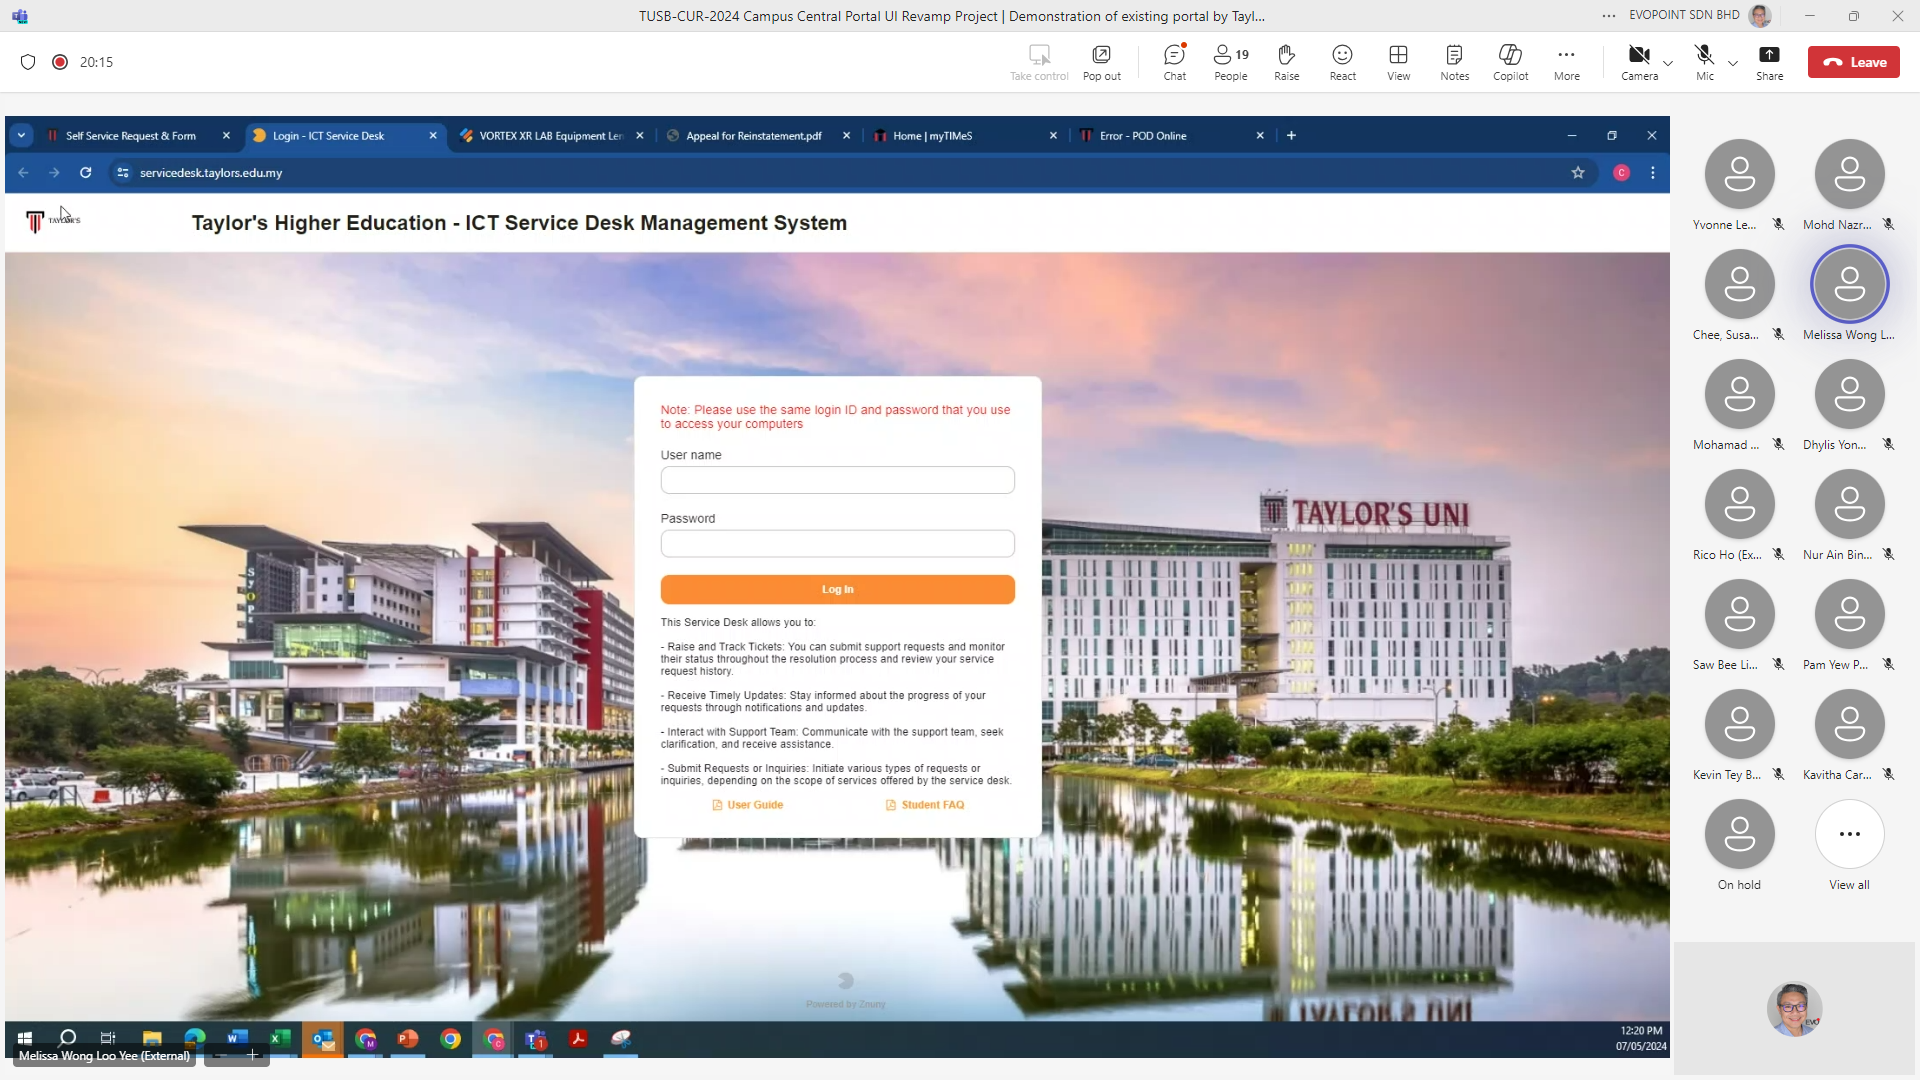 TUSB-CUR-2024 Campus Central Portal UI Revamp Project | Demonstration of existing portal by Tayl...
EVOPOINT SDN BHD
20:15
Take control
Pop out
Chat
19
People
Raise
React
View
Notes
Copilot
More
Camera
Mic
Share
Leave
Self Service Request & Form
Login - ICT Service Desk
VORTEX XR LAB Equipment Len
Appeal for Reinstatement.pdf
Home | myTIMeS
Error - POD Online
servicedesk.taylors.edu.my
C
TAYLOR'S
Taylor's Higher Education - ICT Service Desk Management System
Note: Please use the same login ID and password that you use
to access your computers
User name
Password
Log In
This Service Desk allows you to:
- Raise and Track Tickets: You can submit support requests and monitor
their status throughout the resolution process and review your service
request history.
- Receive Timely Updates: Stay informed about the progress of your
requests through notifications and updates.
- Interact with Support Team: Communicate with the support team, seek
clarification, and receive assistance.
- Submit Requests or Inquiries: Initiate various types of requests or
inquiries, depending on the scope of services offered by the service desk.
User Guide
Student FAQ
TAYLOR'S UNI
Powered by Znuny
12:20 PM
07/05/2024
Melissa Wong Loo Yee (External)
Yvonne Le...
Mohd Nazr...
Chee, Susa...
Melissa Wong L...
Mohamad ...
Dhylis Yon...
Rico Ho (Ex...
Nur Ain Bin...
Saw Bee Li...
Pam Yew P...
Kevin Tey B...
Kavitha Car...
On hold
View all